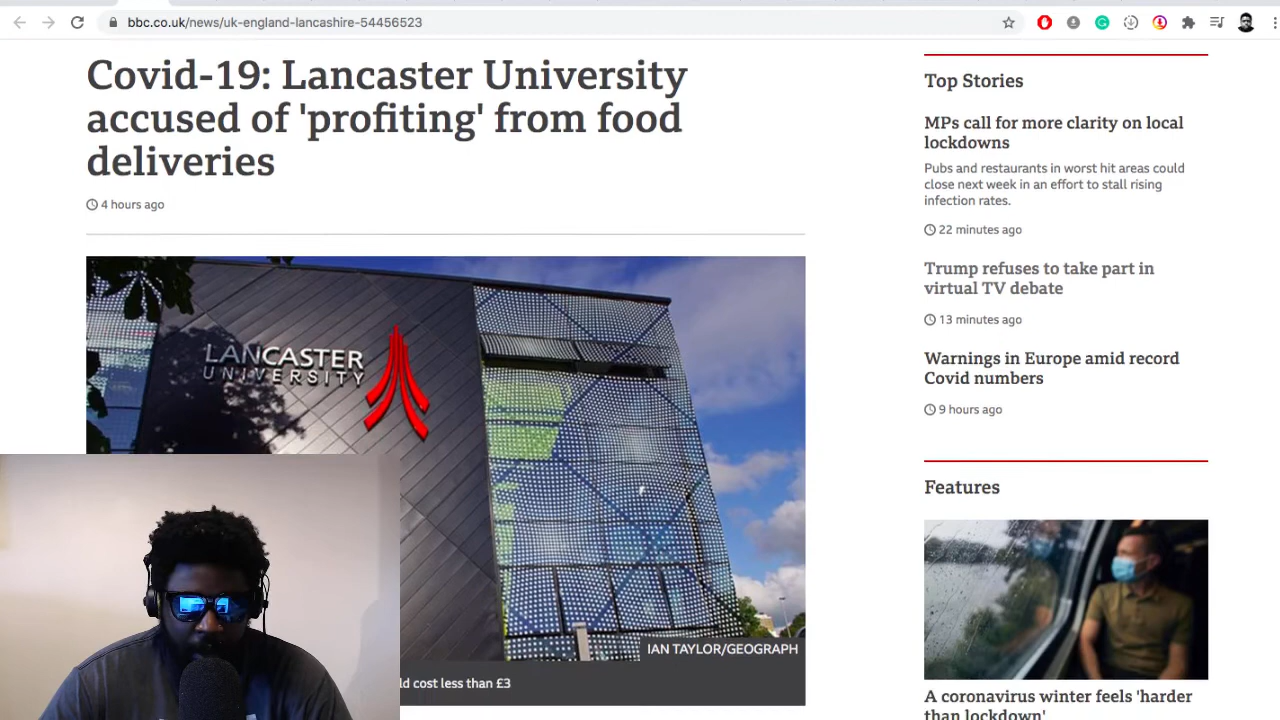 bbc.co.uk/news/uk-england-lancashire-54456523
Covid-19: Lancaster University
accused of 'profiting' from food
deliveries
4 hours ago
LANCASTER
UNIVERSITY
IAN TAYLOR/GEOGRAPH
ld cost less than £3
Top Stories
MPs call for more clarity on local
lockdowns
Pubs and restaurants in worst hit areas could
close next week in an effort to stall rising
infection rates.
22 minutes ago
Trump refuses to take part in
virtual TV debate
13 minutes ago
Warnings in Europe amid record
Covid numbers
9 hours ago
Features
A coronavirus winter feels 'harder
than lockdown'